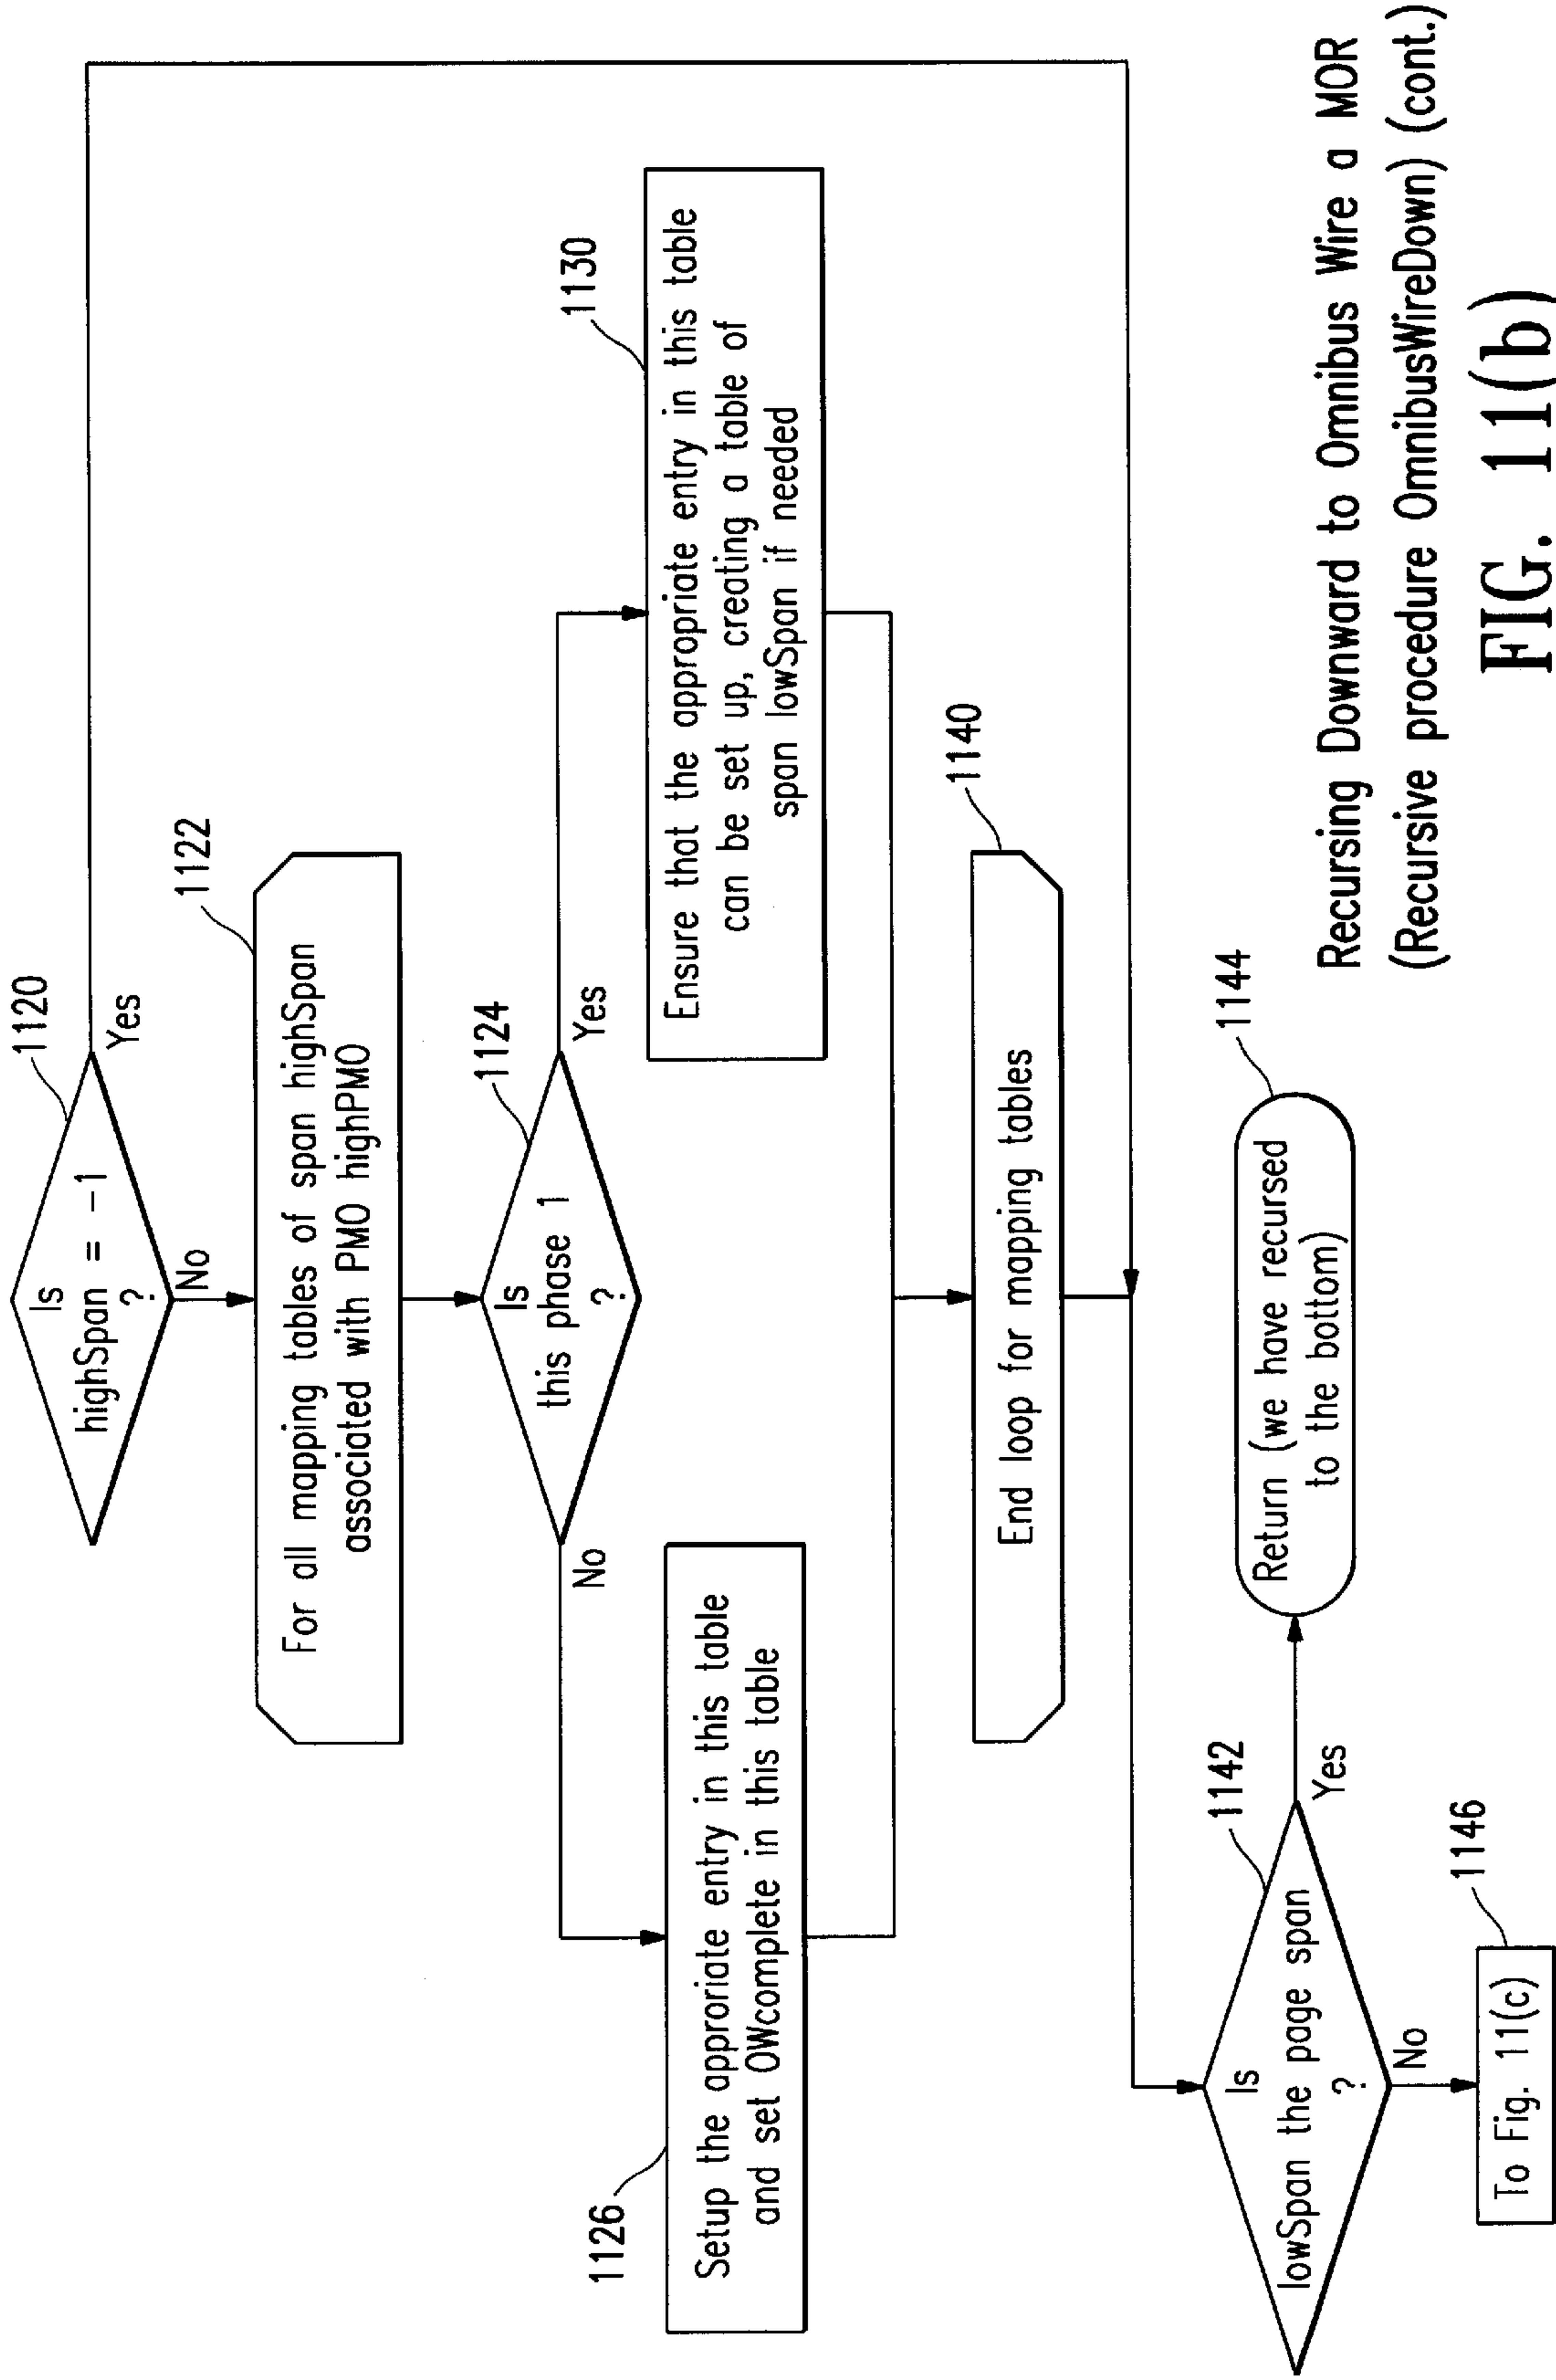 1120
Is
highSpan = -1
?
Yes
No
1122
For all mapping tables of span highSpan
associated with PMO highPMO
1124
Is
this phase 1
?
Yes
No
1126
Setup the approriate entry in this table
and set OWcomplete in this table
1130
Ensure that the appropriate entry in this table
can be set up, creating a table of
span lowSpan if needed
1140
End loop for mapping tables
1142
Is
lowSpan the page span
?
Yes
No
1144
Return (we have recursed
to the bottom)
1146
To Fig. 11(c)
Recursing Downward to Omnibus Wire a MOR
(Recursive procedure OmnibusWireDown) (cont.)
FIG. 11(b)